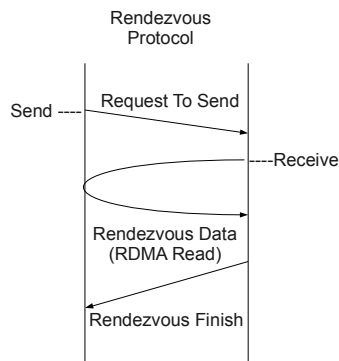 Rendezvous
Protocol
Request To Send
Send ----
----Receive
Rendezvous Data
(RDMA Read)
Rendezvous Finish